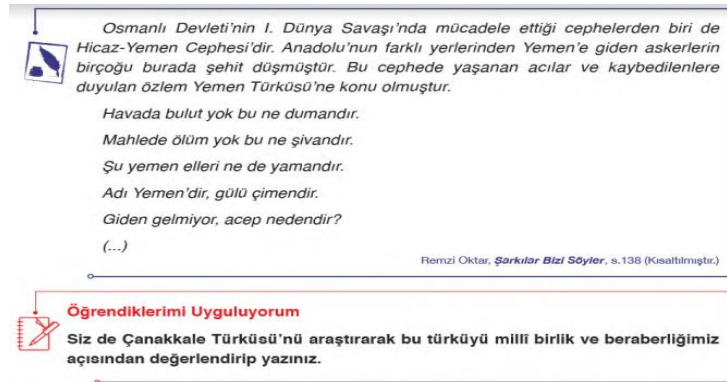 Osmanlı Devleti'nin I. Dünya Savaşı'nda mücadele ettiği cephelerden biri de
Hicaz-Yemen Cephesi'dir. Anadolu'nun farklı yerlerinden Yemen'e giden askerlerin
birçoğu burada şehit düşmüştür. Bu cephede yaşanan acılar ve kaybedilenlere
duyulan özlem Yemen Türküsü'ne konu olmuştur.
Havada bulut yok bu ne dumandır.
Mahlede ölüm yok bu ne şivandır.
Şu yemen elleri ne de yamandır.
Adı Yemen'dir, gülü çimendir.
Giden gelmiyor, acep nedendir?
(...)
Remzi Oktar, Şarkılar Bizi Söyler, s.138 (Kısaltılmıştır.)
Öğrendiklerimi Uyguluyorum
Siz de Çanakkale Türküsü'nü araştırarak bu türküyü millî birlik ve beraberliğimiz
açısından değerlendirip yazınız.